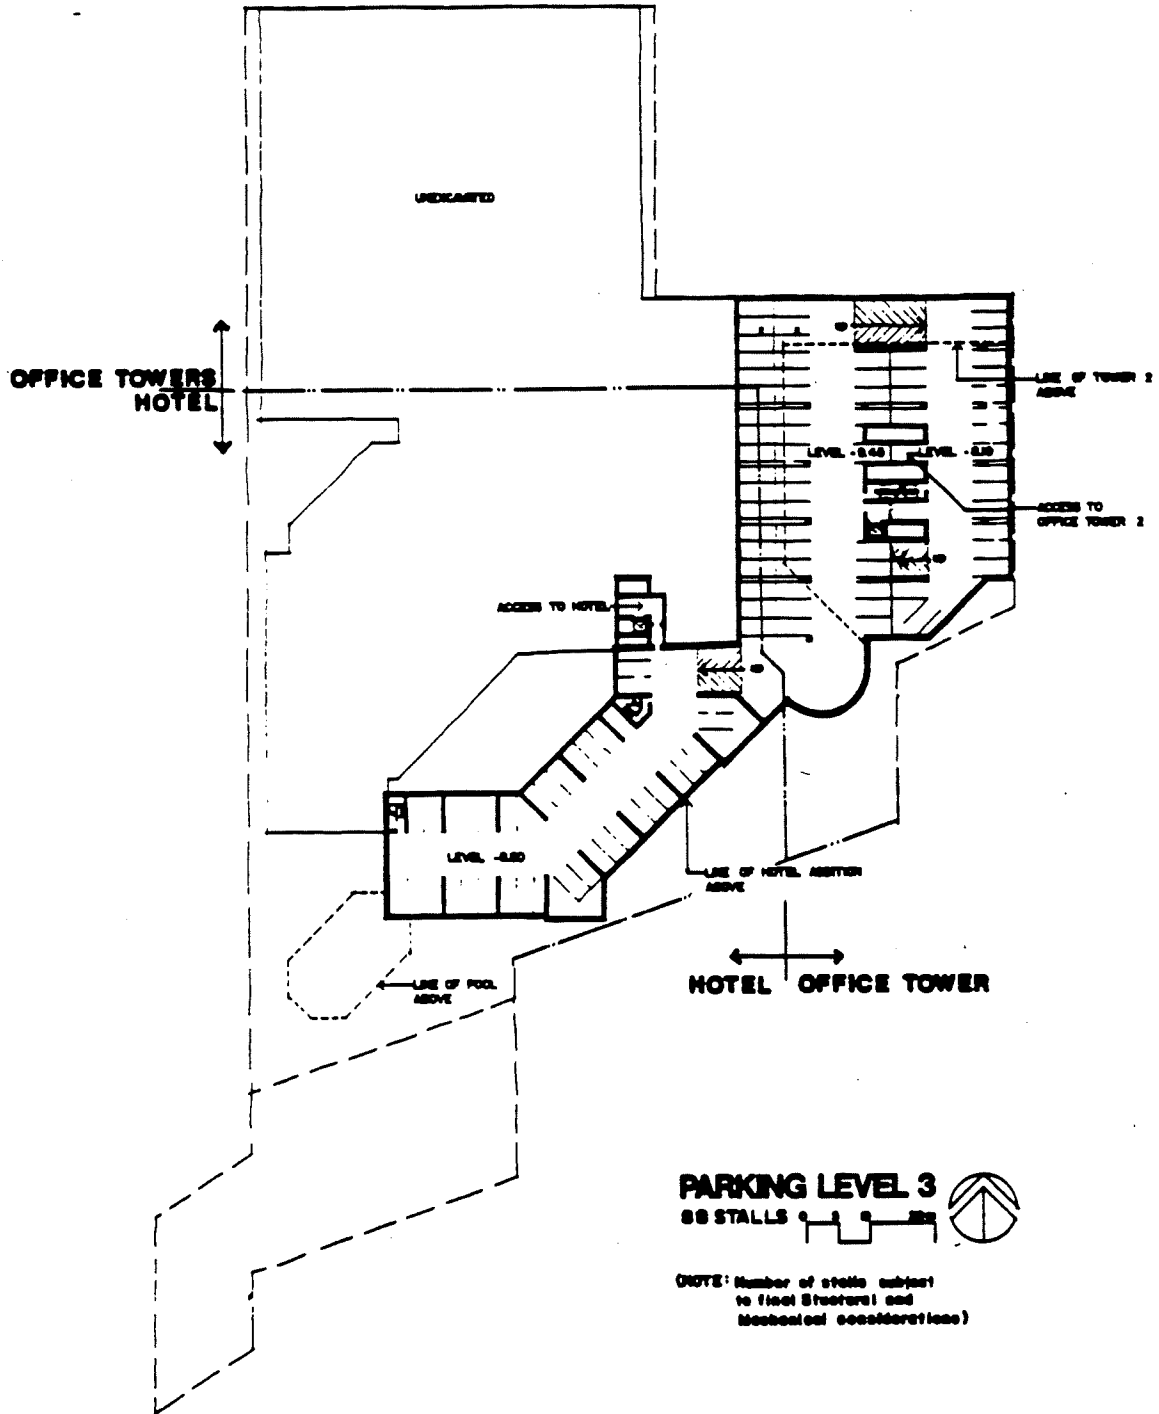 UNEXCAVATED
OFFICE TOWERS
HOTEL
LINE OF TOWER 2
ABOVE
LEVEL
LEVEL
ACCESS TO
OFFICE TOWER 2
ACCESS TO HOTEL
LEVEL
LINE OF HOTEL ADDITION
ABOVE
HOTEL OFFICE TOWER
LINE OF POOL
ABOVE
PARKING LEVEL 3
STALLS 0
(NOTE: Number of stalls subject
to final Structural and
Mechanical considerations)